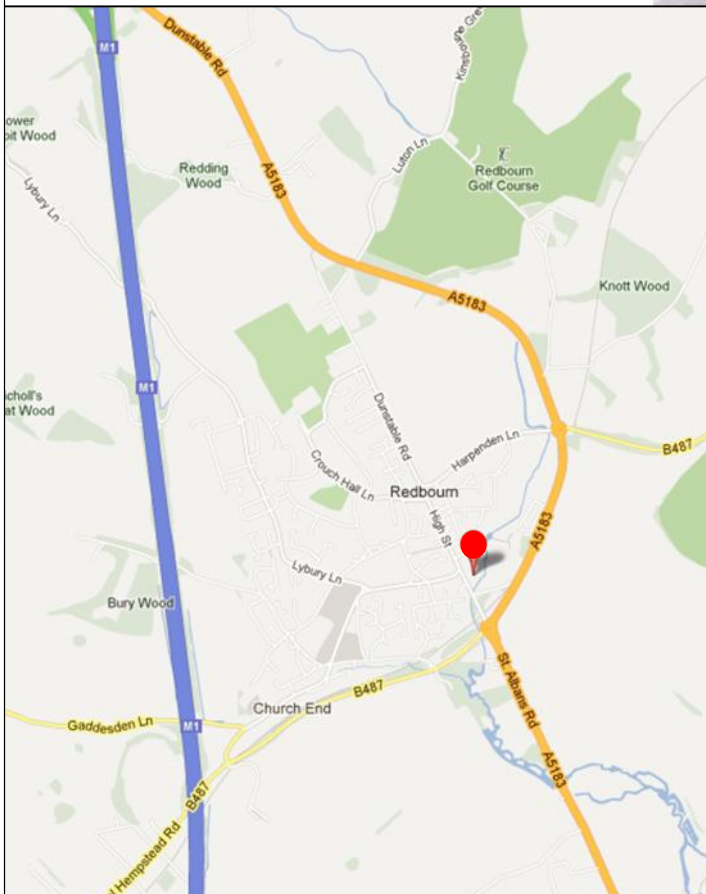 M1
Dunstable Rd
Kinsbourne Gre
ower
oit Wood
Luton Ln
Redding
Wood
Redbourn
Golf Course
Lybury Ln
A5183
Knott Wood
A5183
M1
icholl's
at Wood
Dunstable Rd
Harpenden Ln
B487
Crouch Hall Ln
Redbourn
High St
A5183
Lybury Ln
Bury Wood
St. Albans Rd
B487
Church End
Gaddesden Ln
M1
A5183
B487
l Hempstead Rd